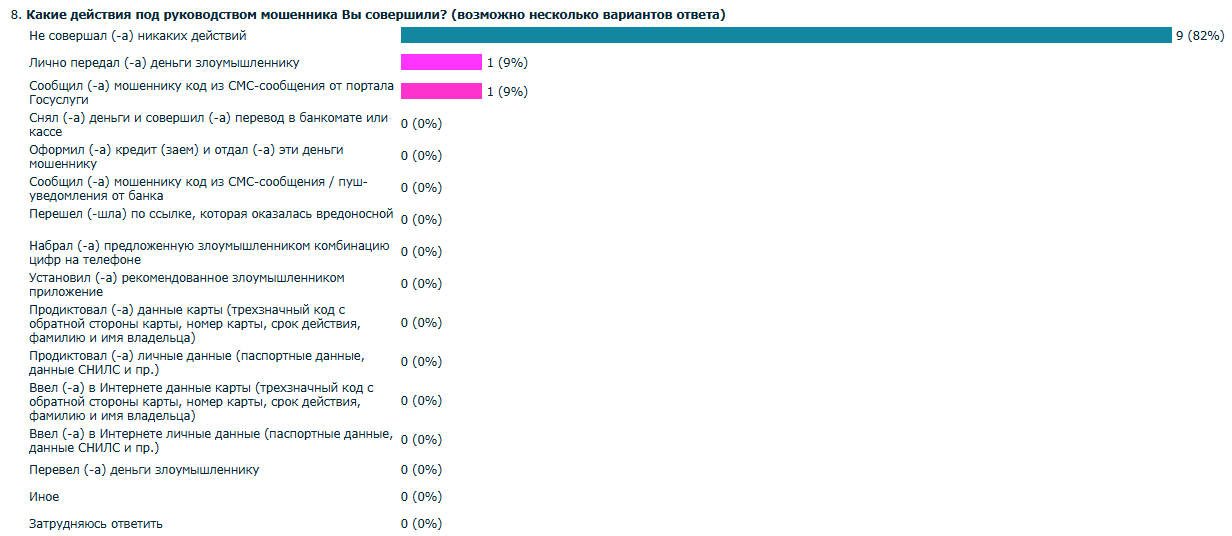 8. Какие действия под руководством мошенника Вы совершили? (возможно несколько вариантов ответа)
Не совершал (-а) никаких действий
9 (82%)
Лично передал (-а) деньги злоумышленнику
1 (9%)
Сообщил (-а) мошеннику код из СМС-сообщения от портала
Госуслуги
1 (9%)
Снял (-а) деньги и совершил (-а) перевод в банкомате или
кассе
0 (0%)
Оформил (-а) кредит (заем) и отдал (-а) эти деньги
мошеннику
0 (0%)
Сообщил (-а) мошеннику код из СМС-сообщения / пуш-
уведомления от банка
0 (0%)
Перешел (-шла) по ссылке, которая оказалась вредоносной
0 (0%)
Набрал (-а) предложенную злоумышленником комбинацию
цифр на телефоне
0 (0%)
Установил (-а) рекомендованное злоумышленником
приложение
0 (0%)
Продиктовал (-а) данные карты (трехзначный код с
обратной стороны карты, номер карты, срок действия,
фамилию и имя владельца)
0 (0%)
Продиктовал (-а) личные данные (паспортные данные,
данные СНИЛС и пр.)
0 (0%)
Ввел (-а) в Интернете данные карты (трехзначный код с
обратной стороны карты, номер карты, срок действия,
фамилию и имя владельца)
0 (0%)
Ввел (-а) в Интернете личные данные (паспортные данные,
данные СНИЛС и пр.)
0 (0%)
Перевел (-а) деньги злоумышленнику
0 (0%)
Иное
0 (0%)
Затрудняюсь ответить
0 (0%)